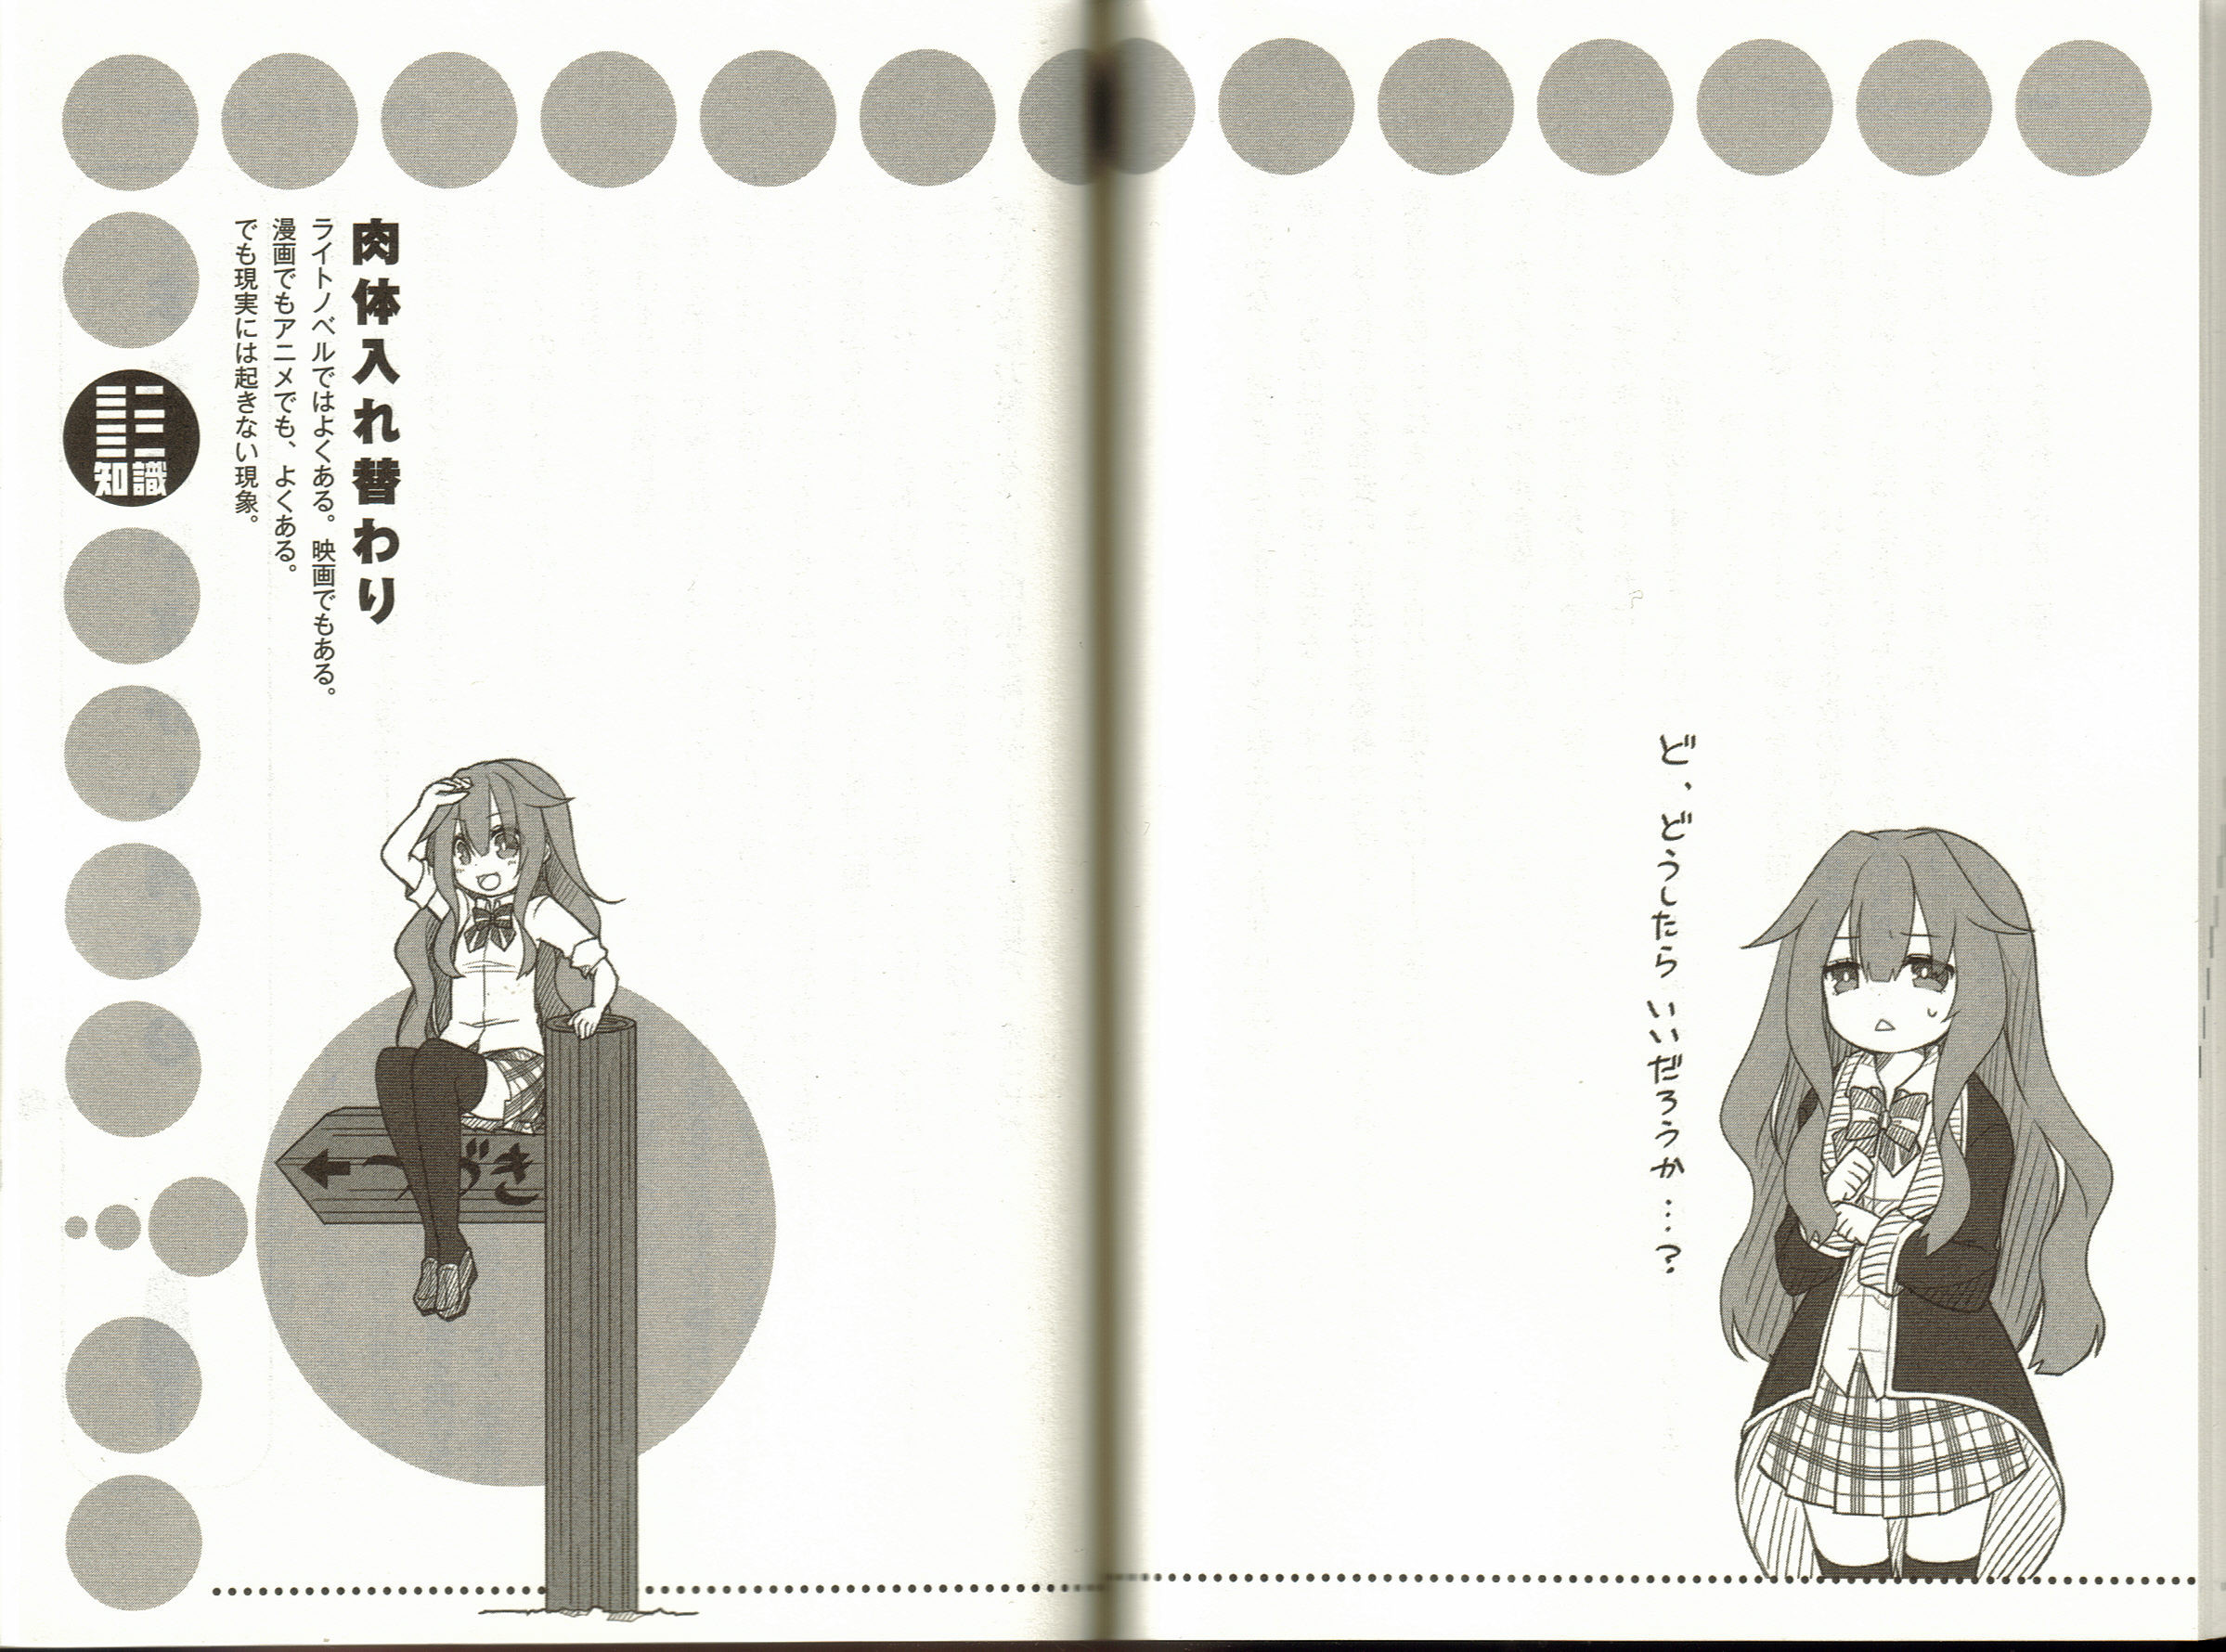 ど、どうしたらいいだろうか…?
肉体入れ替わり
ライトノベルではよくある。映画でもある。
漫画でもアニメでも、よくある。
でも現実には起きない現象。
知識
つづき